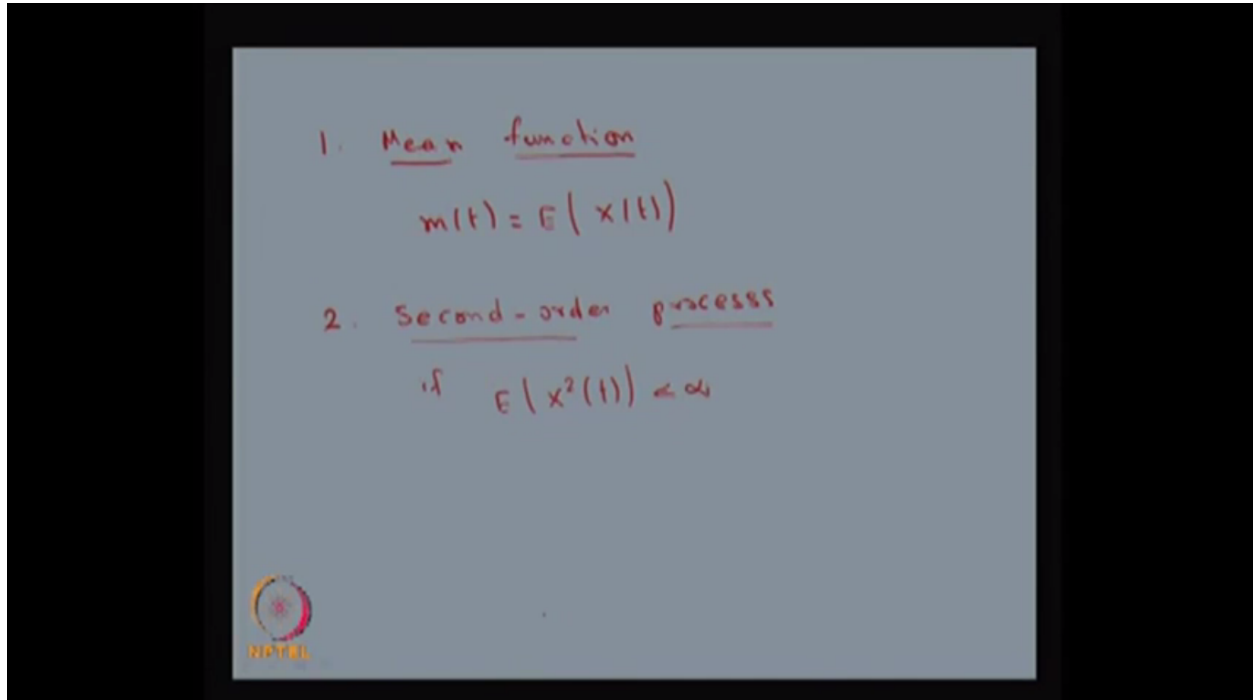 1. Mean function
m(t) = E(x(t))
2. Second-order processs
if E(x²(t)) < ∞
NPTEL